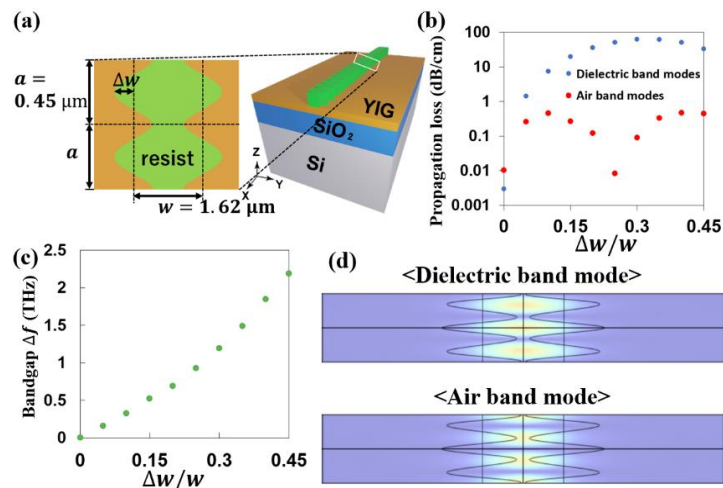 (a)
a =
0.45 μm
Δw
a
resist
w = 1.62 μm
YIG
SiO₂
Si
Z
Y
X
(b)
Propagation loss (dB/cm)
100
10
1
0.1
0.01
0.001
Dielectric band modes
Air band modes
0
0.15
0.3
0.45
Δw/w
(c)
Bandgap Δf (THz)
2.5
2
1.5
1
0.5
0
0
0.15
0.3
0.45
Δw/w
(d)
<Dielectric band mode>
<Air band mode>